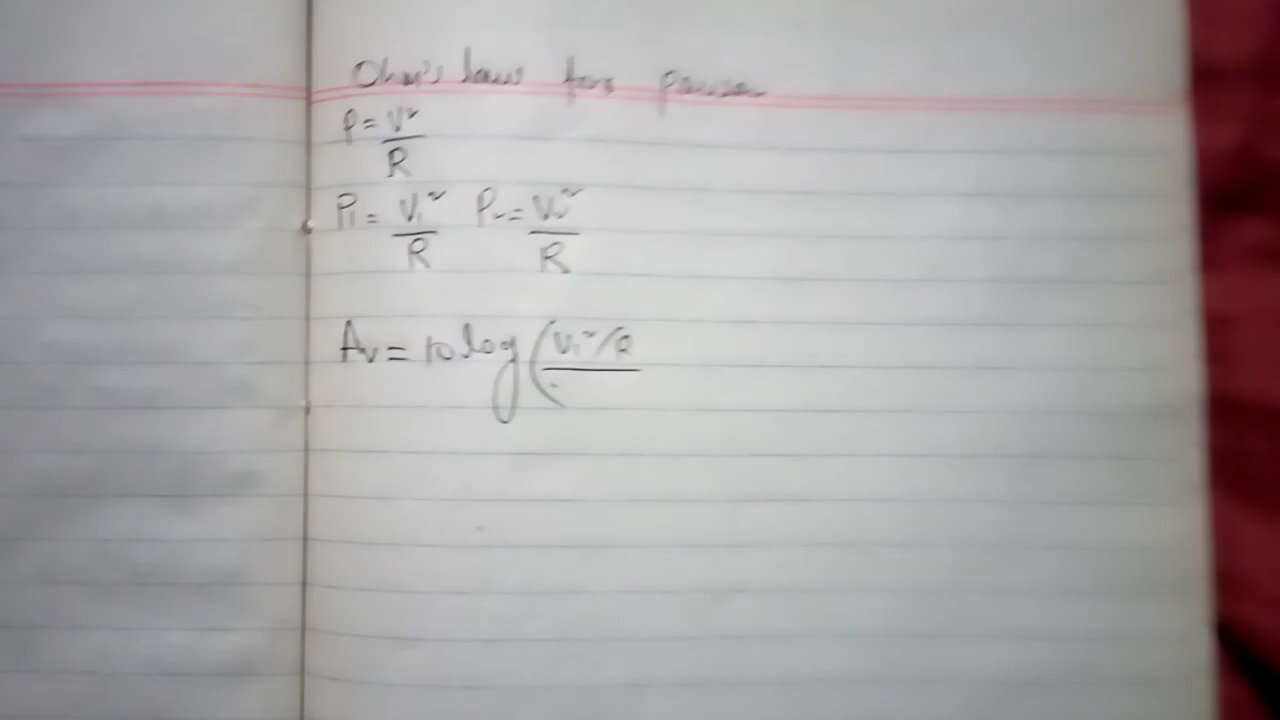 Ohm's law for power
P = V²/R
P₁ = V₁²/R P₂ = V₂²/R
Av = 10 log (V₁²/R